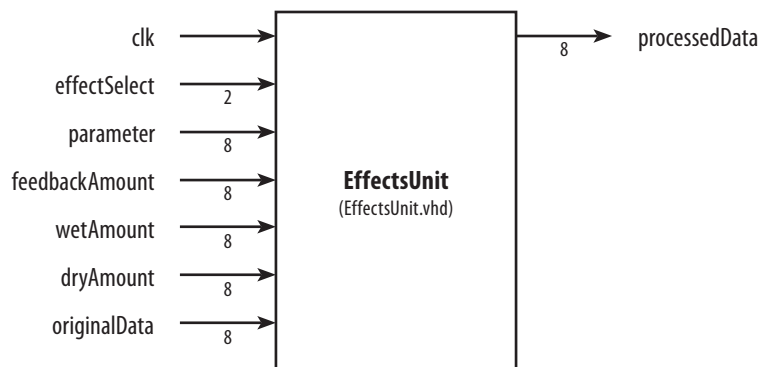 clk
8
processedData
effectSelect
2
parameter
8
feedbackAmount
8
EffectsUnit
(EffectsUnit.vhd)
wetAmount
8
dryAmount
8
originalData
8